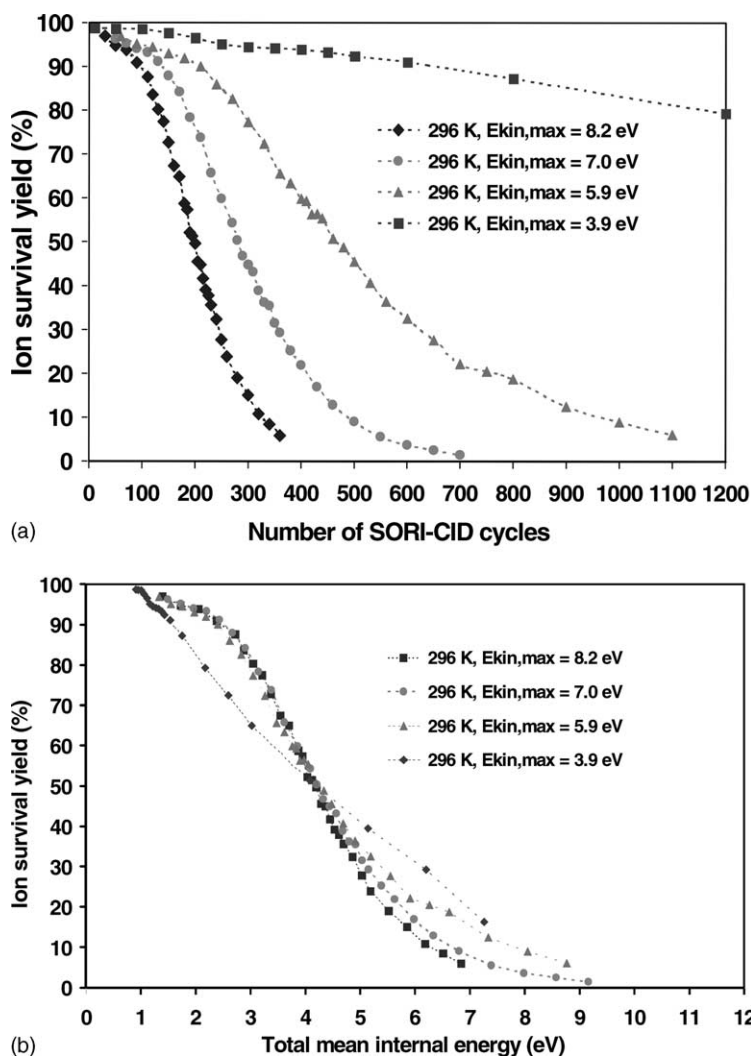 100
90
80
70
60
50
40
30
20
10
0
Ion survival yield (%)
296 K, Ekin,max = 8.2 eV
296 K, Ekin,max = 7.0 eV
296 K, Ekin,max = 5.9 eV
296 K, Ekin,max = 3.9 eV
0 100 200 300 400 500 600 700 800 900 1000 1100 1200
(a) Number of SORI-CID cycles
100
90
80
70
60
50
40
30
20
10
0
Ion survival yield (%)
296 K, Ekin,max = 8.2 eV
296 K, Ekin,max = 7.0 eV
296 K, Ekin,max = 5.9 eV
296 K, Ekin,max = 3.9 eV
0 1 2 3 4 5 6 7 8 9 10 11 12
(b) Total mean internal energy (eV)